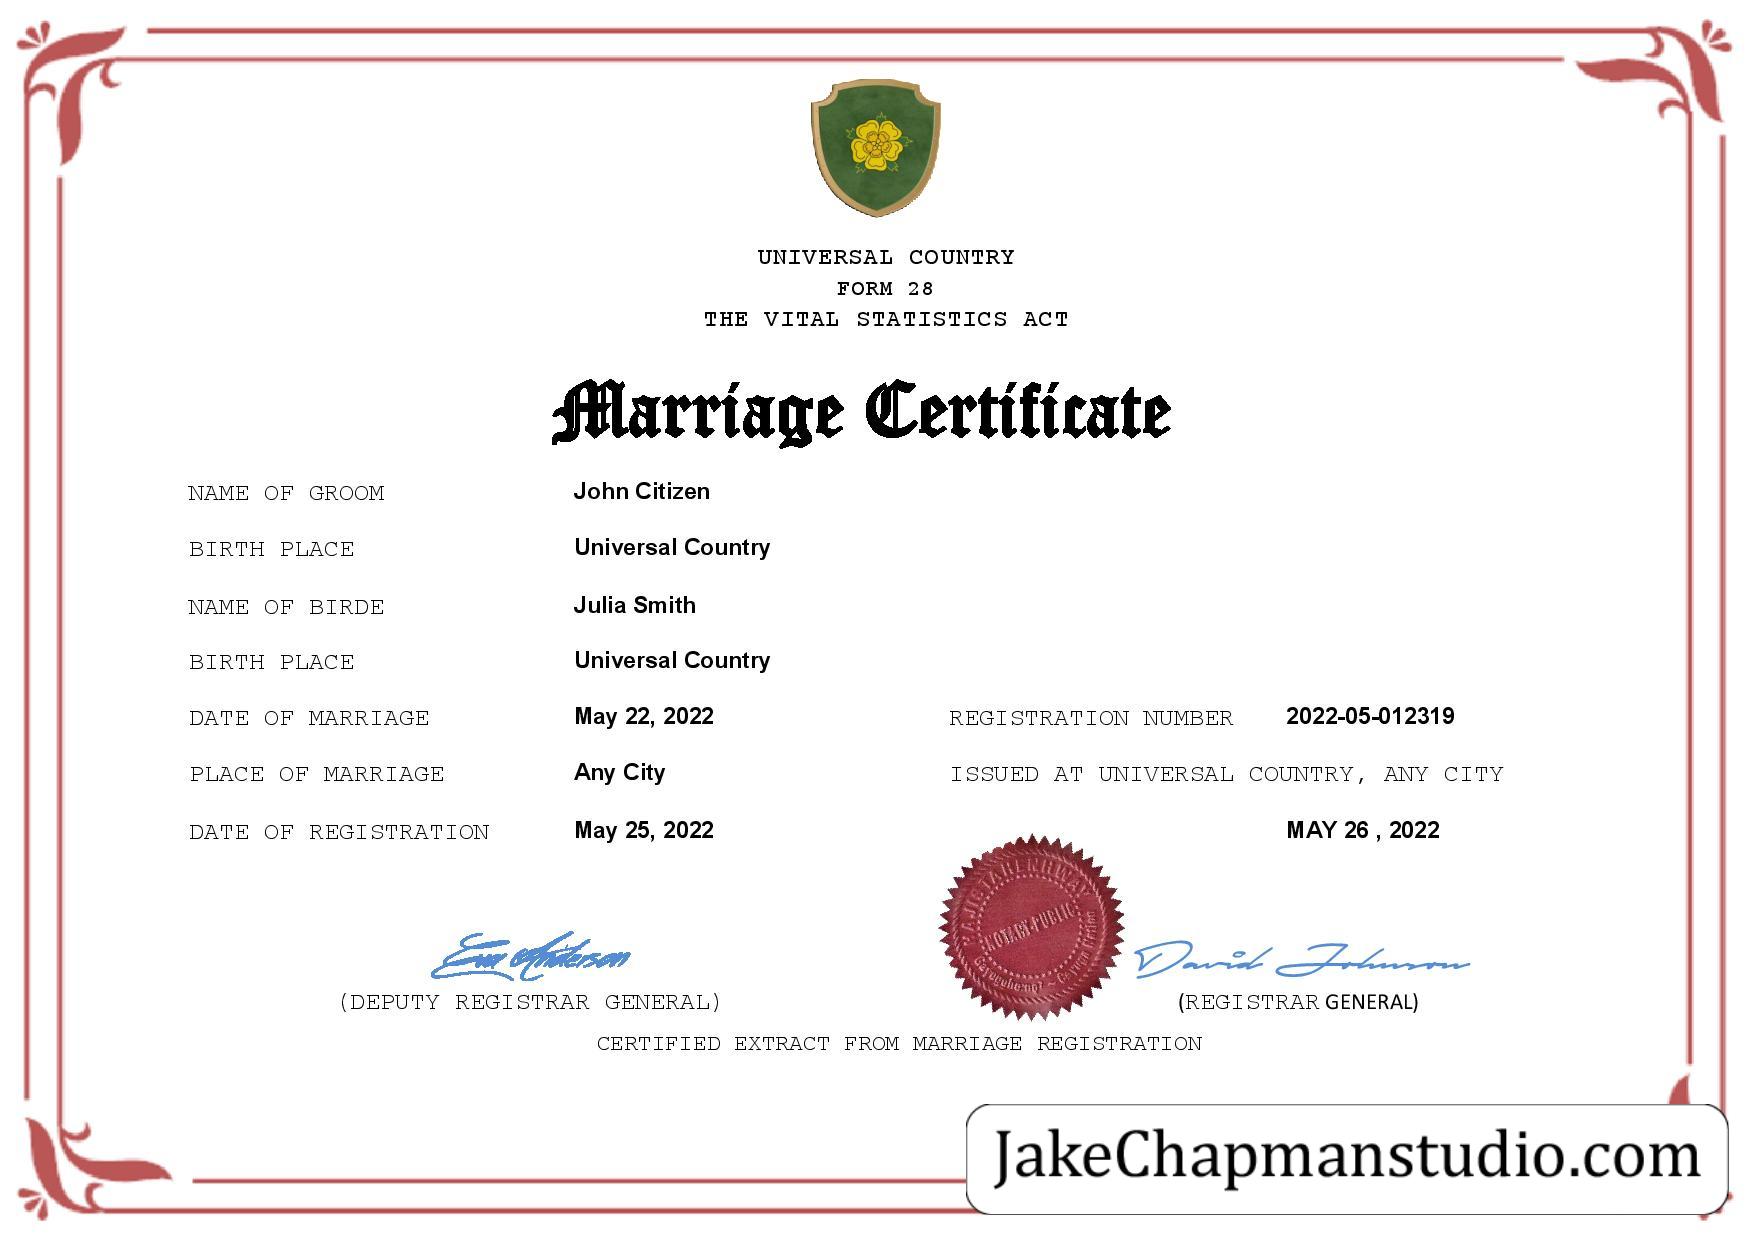 UNIVERSAL COUNTRY
FORM 28
THE VITAL STATISTICS ACT
Marriage Certificate
NAME OF GROOM John Citizen
BIRTH PLACE Universal Country
NAME OF BIRDE Julia Smith
BIRTH PLACE Universal Country
DATE OF MARRIAGE May 22, 2022 REGISTRATION NUMBER 2022-05-012319
PLACE OF MARRIAGE Any City ISSUED AT UNIVERSAL COUNTRY, ANY CITY
DATE OF REGISTRATION May 25, 2022 MAY 26 , 2022
NOTARY PUBLIC
Eva Anderson David Johnson
(DEPUTY REGISTRAR GENERAL) (REGISTRAR GENERAL)
CERTIFIED EXTRACT FROM MARRIAGE REGISTRATION
JakeChapmanstudio.com